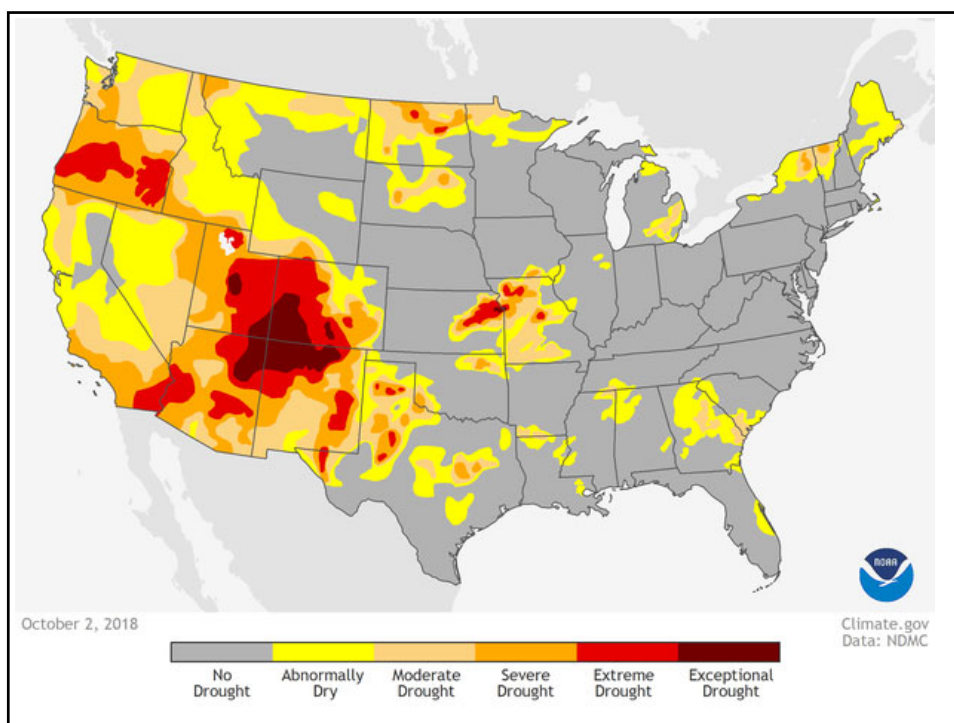 NOAA
October 2, 2018
Climate.gov
Data: NDMC
No
Drought
Abnormally
Dry
Moderate
Drought
Severe
Drought
Extreme
Drought
Exceptional
Drought